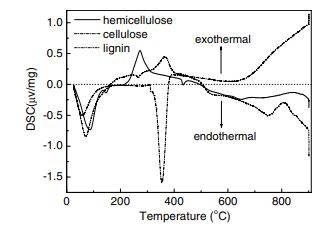 1.0
0.5
0.0
-0.5
-1.0
-1.5
DSC(μv/mg)
hemicellulose
cellulose
lignin
exothermal
endothermal
0 200 400 600 800
Temperature (°C)